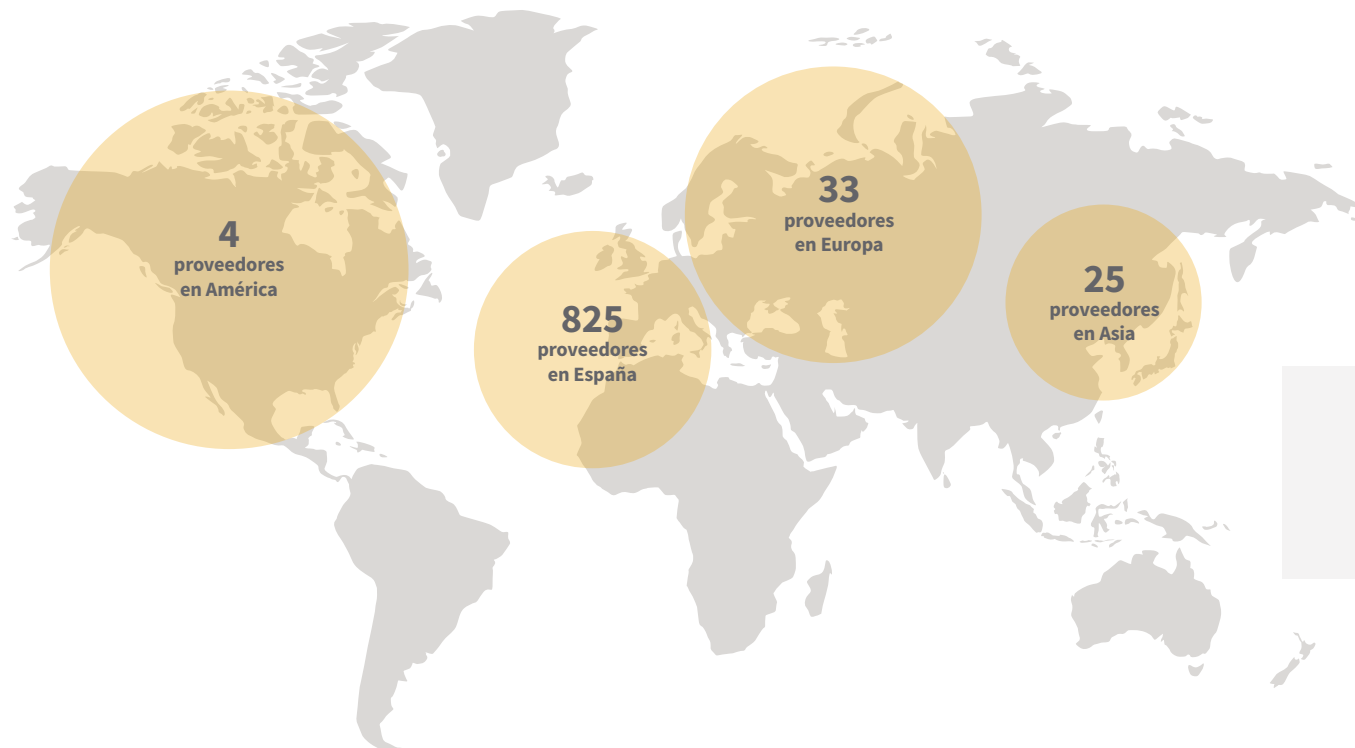 4
proveedores
en América
825
proveedores
en España
33
proveedores
en Europa
25
proveedores
en Asia